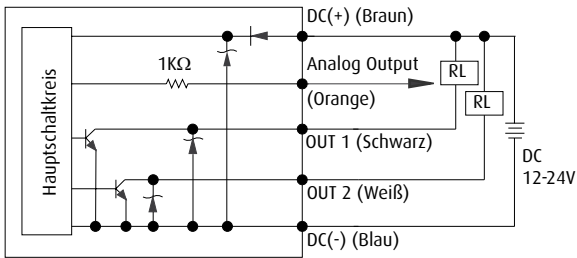 DC(+) (Braun)
1KΩ
Analog Output
(Orange)
RL
RL
Hauptschaltkreis
OUT 1 (Schwarz)
DC
12-24V
OUT 2 (Weiß)
DC(-) (Blau)